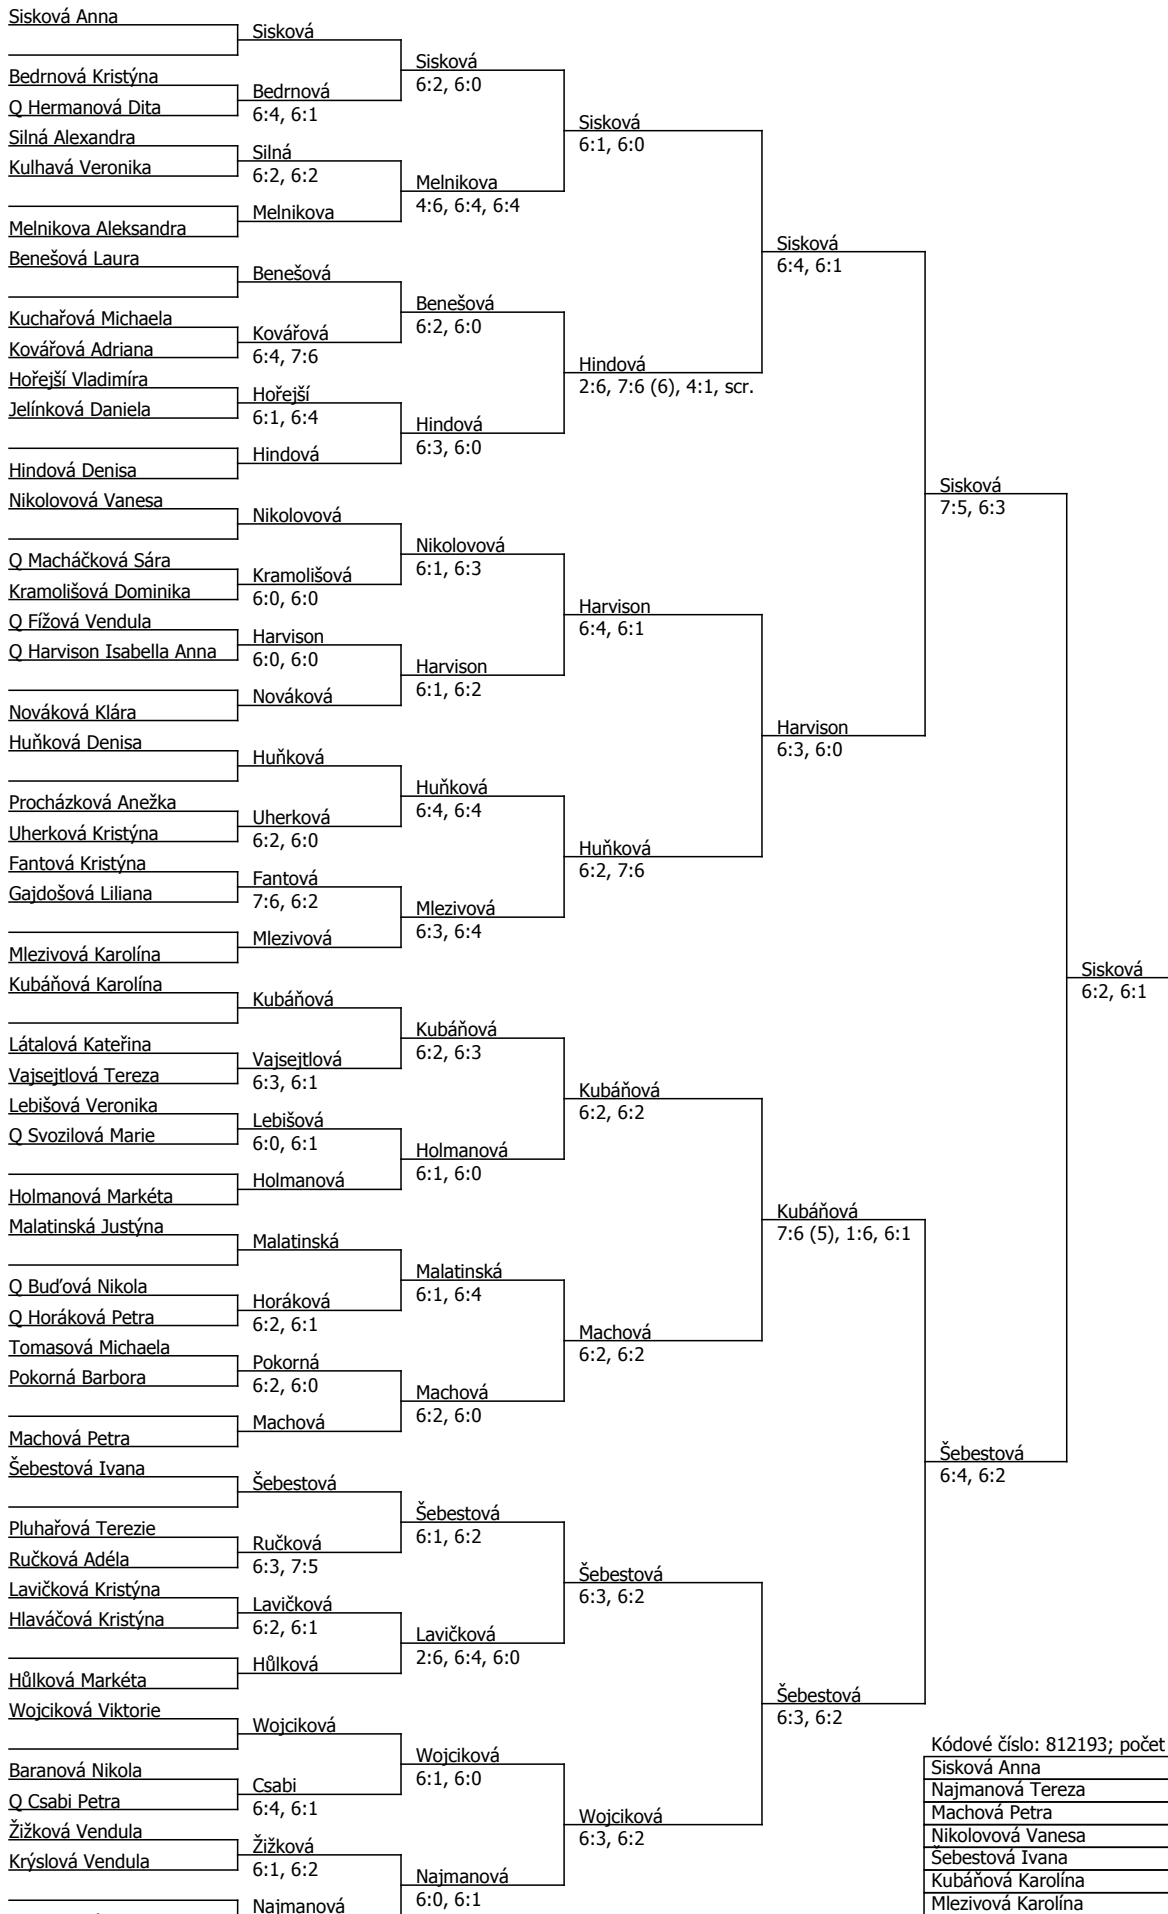 Sisková Anna
Sisková
Sisková
6:2, 6:0
Bedrnová Kristýna
Bedrnová
6:4, 6:1
Q Hermanová Dita
Sisková
6:1, 6:0
Silná Alexandra
Silná
6:2, 6:2
Kulhavá Veronika
Melnikova
4:6, 6:4, 6:4
Melnikova
Melnikova Aleksandra
Sisková
6:4, 6:1
Benešová Laura
Benešová
Benešová
6:2, 6:0
Kuchařová Michaela
Kovářová
6:4, 7:6
Kovářová Adriana
Hindová
2:6, 7:6 (6), 4:1, scr.
Hořejší Vladimíra
Hořejší
6:1, 6:4
Jelínková Daniela
Hindová
6:3, 6:0
Hindová
Hindová Denisa
Sisková
7:5, 6:3
Nikolovová Vanesa
Nikolovová
Nikolovová
6:1, 6:3
Q Macháčková Sára
Kramolišová
6:0, 6:0
Kramolišová Dominika
Harvison
6:4, 6:1
Q Fížová Vendula
Harvison
6:0, 6:0
Q Harvison Isabella Anna
Harvison
6:1, 6:2
Nováková
Nováková Klára
Harvison
6:3, 6:0
Huňková Denisa
Huňková
Huňková
6:4, 6:4
Procházková Anežka
Uherková
6:2, 6:0
Uherková Kristýna
Huňková
6:2, 7:6
Fantová Kristýna
Fantová
7:6, 6:2
Gajdošová Liliana
Mlezivová
6:3, 6:4
Mlezivová
Mlezivová Karolína
Sisková
6:2, 6:1
Kubáňová Karolína
Kubáňová
Kubáňová
6:2, 6:3
Látalová Kateřina
Vajsejtlová
6:3, 6:1
Vajsejtlová Tereza
Kubáňová
6:2, 6:2
Lebišová Veronika
Lebišová
6:0, 6:1
Q Svozilová Marie
Holmanová
6:1, 6:0
Holmanová
Holmanová Markéta
Kubáňová
7:6 (5), 1:6, 6:1
Malatinská Justýna
Malatinská
Malatinská
6:1, 6:4
Q Buďová Nikola
Horáková
6:2, 6:1
Q Horáková Petra
Machová
6:2, 6:2
Tomasová Michaela
Pokorná
6:2, 6:0
Pokorná Barbora
Machová
6:2, 6:0
Machová
Machová Petra
Šebestová
6:4, 6:2
Šebestová Ivana
Šebestová
Šebestová
6:1, 6:2
Pluhařová Terezie
Ručková
6:3, 7:5
Ručková Adéla
Šebestová
6:3, 6:2
Lavičková Kristýna
Lavičková
6:2, 6:1
Hlaváčová Kristýna
Lavičková
2:6, 6:4, 6:0
Hůlková
Hůlková Markéta
Šebestová
6:3, 6:2
Wojciková Viktorie
Wojciková
Wojciková
6:1, 6:0
Baranová Nikola
Csabi
6:4, 6:1
Q Csabi Petra
Wojciková
6:3, 6:2
Žižková Vendula
Žižková
6:1, 6:2
Krýslová Vendula
Najmanová
6:0, 6:1
Najmanová
Kódové číslo: 812193; počet
Sisková Anna
Najmanová Tereza
Machová Petra
Nikolovová Vanesa
Šebestová Ivana
Kubáňová Karolína
Mlezivová Karolína